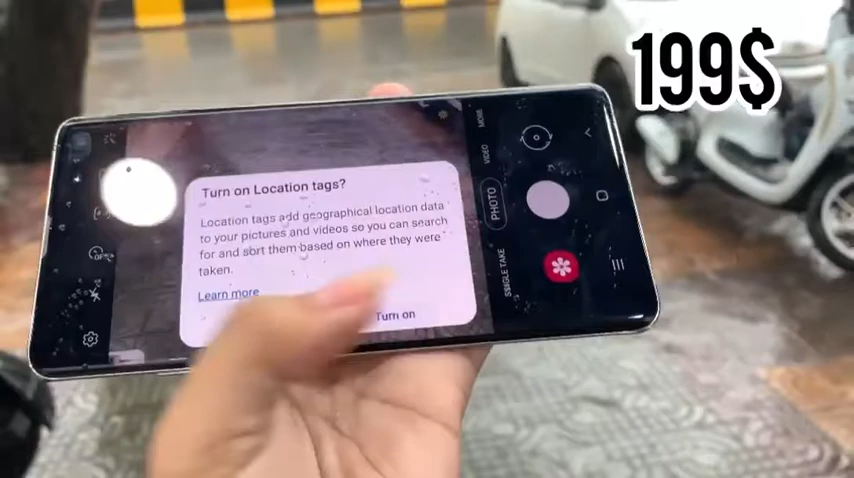 199$
Turn on Location tags?
Location tags add geographical location data
to your pictures and videos so you can search
for and sort them based on where they were
taken.
Learn more
Turn on
MORE
VIDEO
PHOTO
SINGLE TAKE